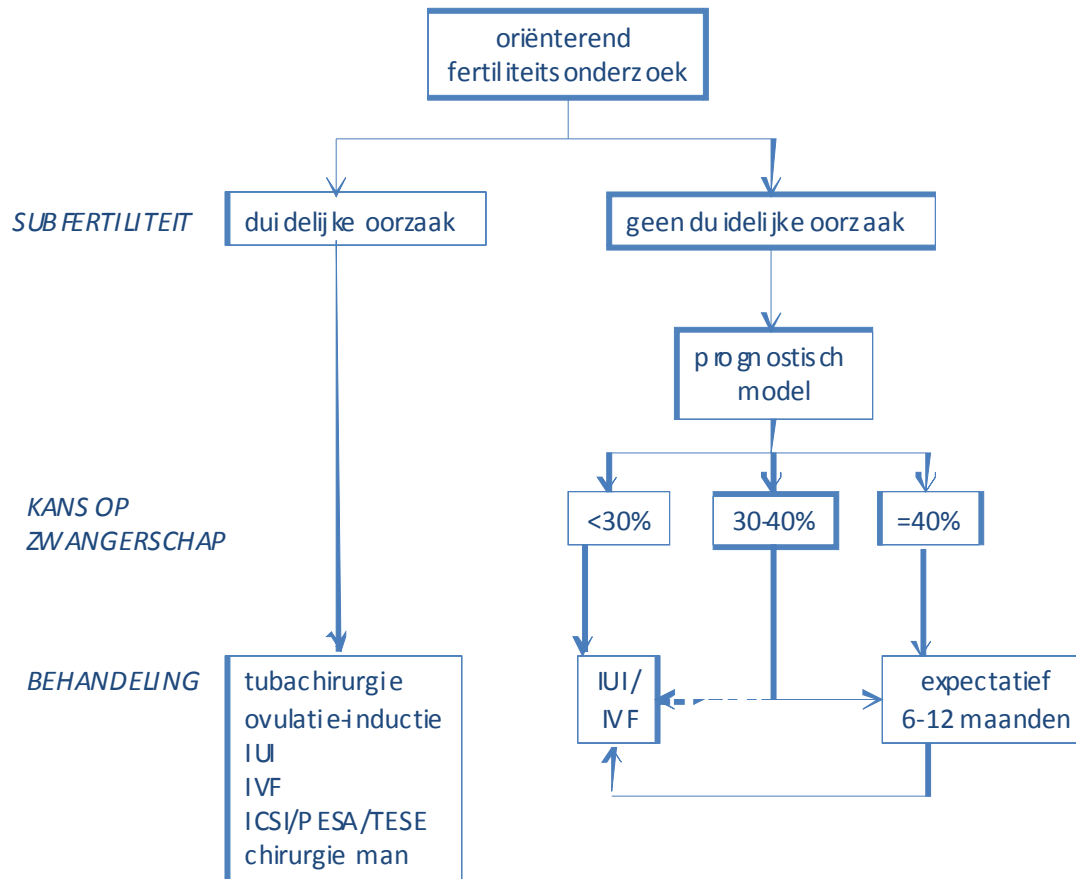 oriënterend
fertiliteitsonderzoek
SUBFERTILITEIT
duidelijke oorzaak
geen duidelijke oorzaak
prognostisch
model
KANS OP
ZWANGERSCHAP
<30%
30-40%
=40%
BEHANDELING
tubachirurgie
ovulatie-inductie
IUI
IVF
ICSI/PESA/TESE
chirurgie man
IUI/
IVF
expectatief
6-12 maanden